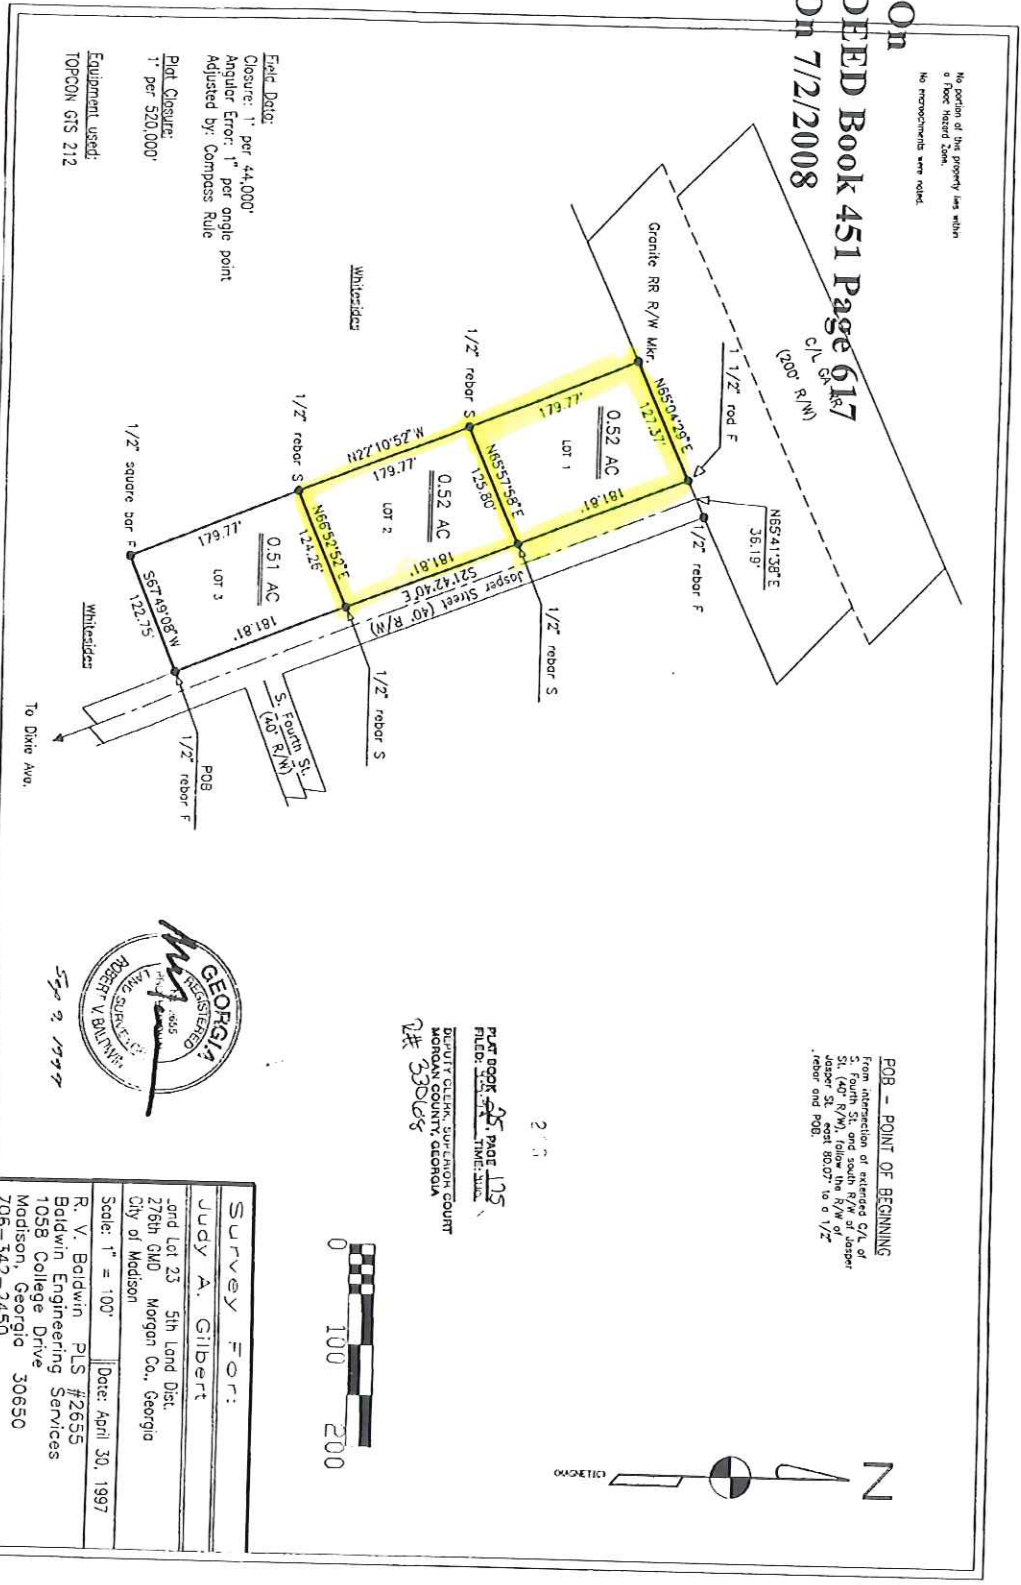 On
DEED Book 451 Page 617
On 7/2/2008
No portion of this property lies within
a Flood Hazard Zone.
No encroachments were noted.
C/L GA RR
(200' R/W)
Granite RR R/W Mkr.
1 1/2" rod F
N65°04'29"E
127.37'
N65°41'38"E
36.19'
1/2" rebar F
179.77'
0.52 AC
LOT 1
181.81'
1/2" rebar S
N65°57'58"E
125.80'
1/2" rebar S
N22°10'52"W
179.77'
0.52 AC
LOT 2
181.81'
S21°42'40"E
Jasper Street (40' R/W)
1/2" rebar S
N66°52'52"E
124.26'
1/2" rebar S
179.77'
0.51 AC
LOT 3
181.81'
S. Fourth St.
(40' R/W)
1/2" square bar F
S67°49'08"W
122.75'
POB
1/2" rebar F
Whitesides
Whitesides
To Dixie Ave.
Field Data:
Closure: 1' per 44,000'
Angular Error: 1" per angle point
Adjusted by: Compass Rule
Plat Closure:
1' per 520,000'
Equipment used:
TOPCON GTS 212
POB - POINT OF BEGINNING
From intersection of extended C/L of
S. Fourth St. and south R/W of Jasper
St. (40' R/W), follow the R/W of
Jasper St. east 80.07' to a 1/2"
rebar and POB.
N
(MAGNETIC)
PLAT BOOK 25, PAGE 175
FILED: TIME:
DEPUTY CLERK, SUPERIOR COURT
MORGAN COUNTY, GEORGIA
R# 33068
GEORGIA
REGISTERED
2655
LAND SURVEYOR
ROBERT V. BALDWIN
0 100 200
Survey For:
Judy A. Gilbert
Land Lot 23 5th Land Dist.
276th GMD Morgan Co., Georgia
City of Madison
Scale: 1" = 100' Date: April 30, 1997
R. V. Baldwin PLS #2655
Baldwin Engineering Services
1058 College Drive
Madison, Georgia 30650
706-342-2450